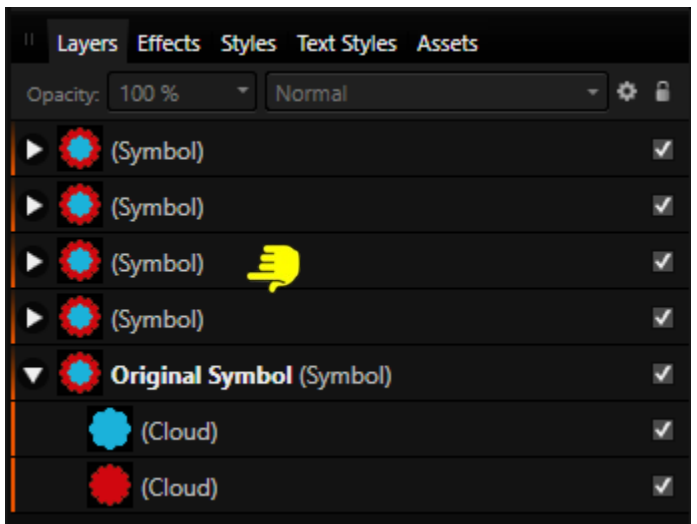 Layers Effects Styles Text Styles Assets
Opacity: 100 % Normal
(Symbol)
(Symbol)
(Symbol)
(Symbol)
Original Symbol (Symbol)
(Cloud)
(Cloud)